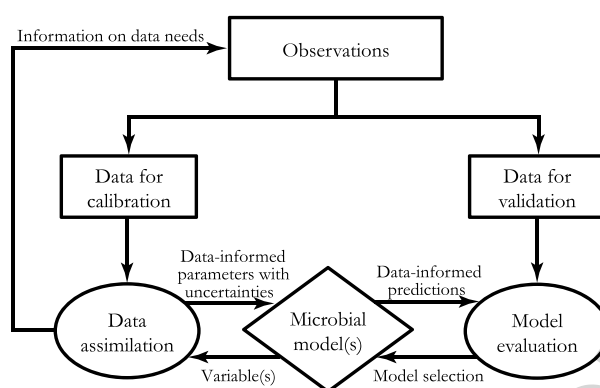 Information on data needs
Observations
Data for
calibration
Data for
validation
Data-informed
parameters with
uncertainties
Data-informed
predictions
Data
assimilation
Microbial
model(s)
Model
evaluation
Variable(s)
Model selection